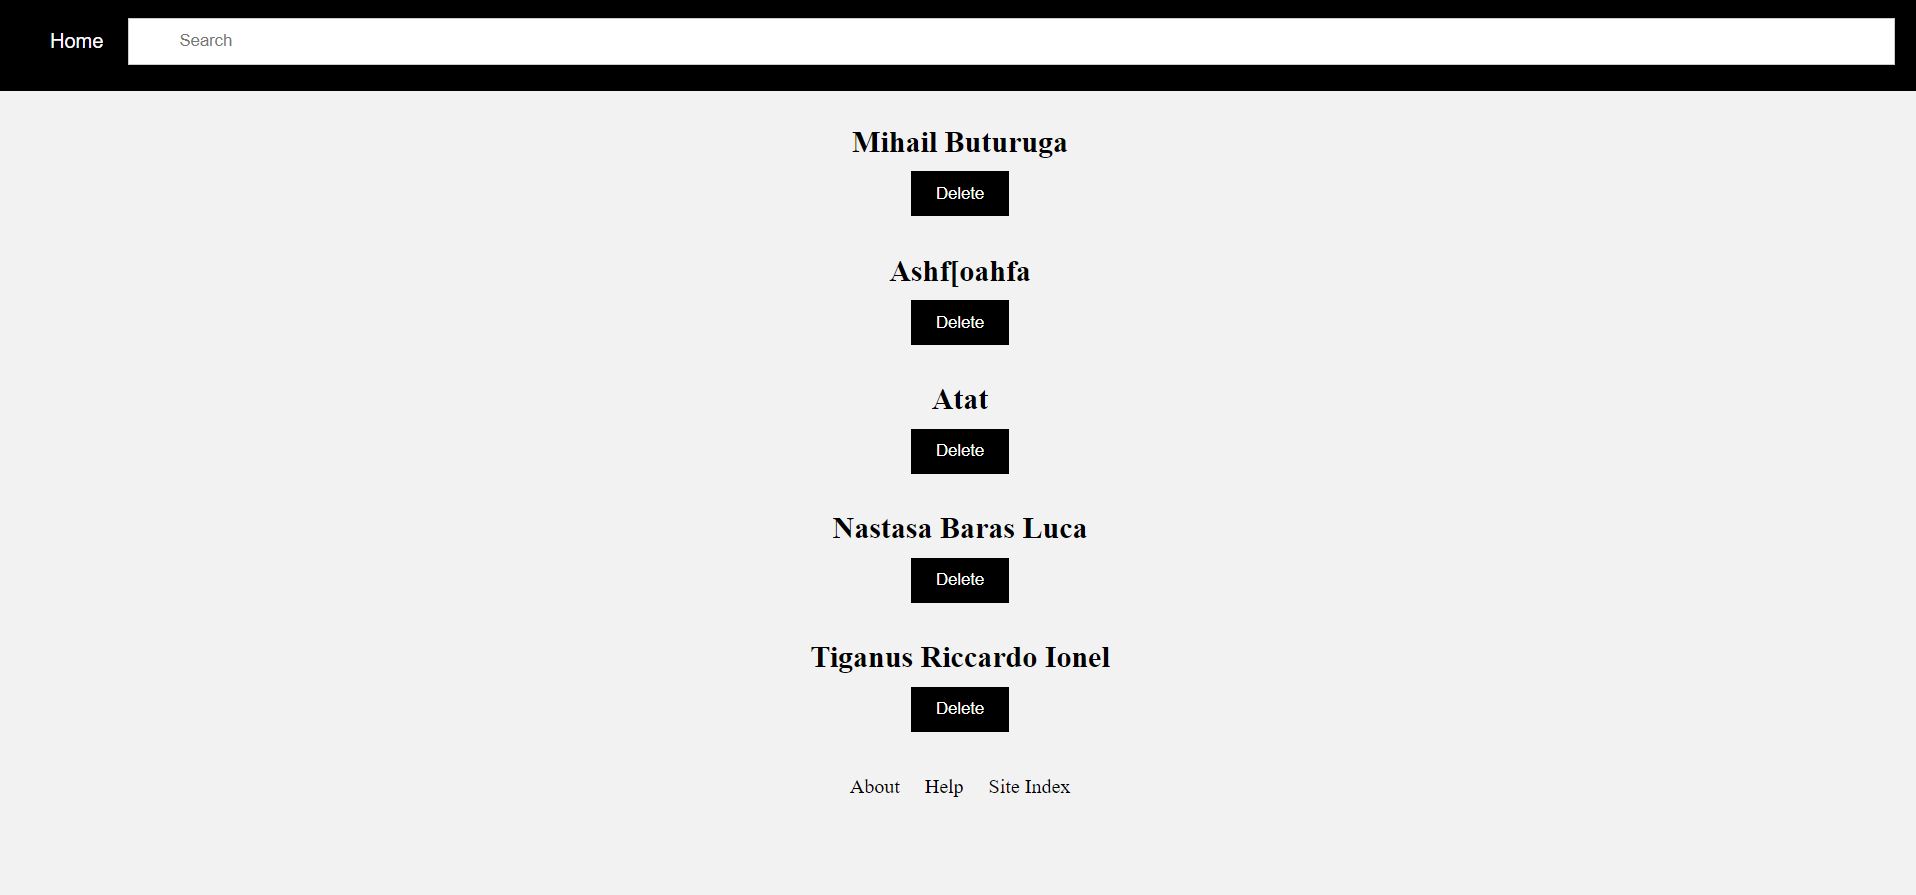 Home Search
Mihail Buturuga
Delete
Ashf[oahfa
Delete
Atat
Delete
Nastasa Baras Luca
Delete
Tiganus Riccardo Ionel
Delete
About Help Site Index